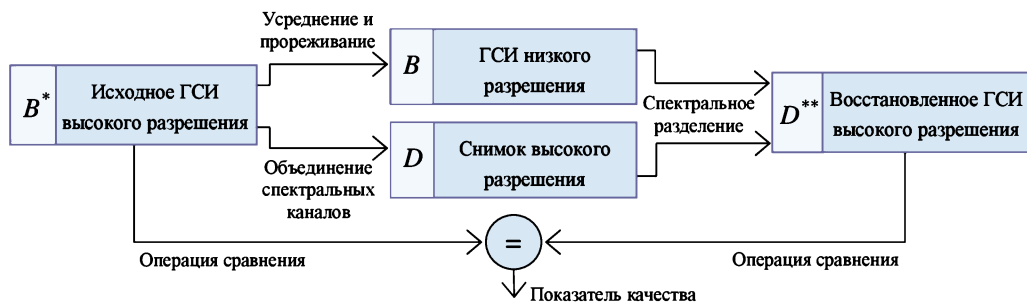 Усреднение и
прореживание
B*
Исходное ГСИ
высокого разрешения
B
ГСИ низкого
разрешения
Спектральное
разделение
D**
Восстановленное ГСИ
высокого разрешения
D
Снимок высокого
разрешения
Объединение
спектральных
каналов
=
Операция сравнения
Операция сравнения
Показатель качества